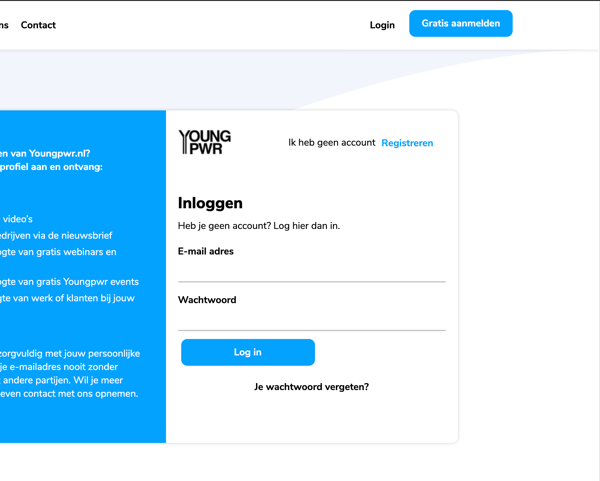 ns Contact Login Gratis aanmelden
YOUNG
PWR
Ik heb geen account Registreren
en van Youngpwr.nl?
profiel aan en ontvang:
video's
edrijven via de nieuwsbrief
ogte van gratis webinars en
ogte van gratis Youngpwr events
gte van werk of klanten bij jouw
zorgvuldig met jouw persoonlijke
je e-mailadres nooit zonder
andere partijen. Wil je meer
even contact met ons opnemen.
Inloggen
Heb je geen account? Log hier dan in.
E-mail adres
Wachtwoord
Log in
Je wachtwoord vergeten?